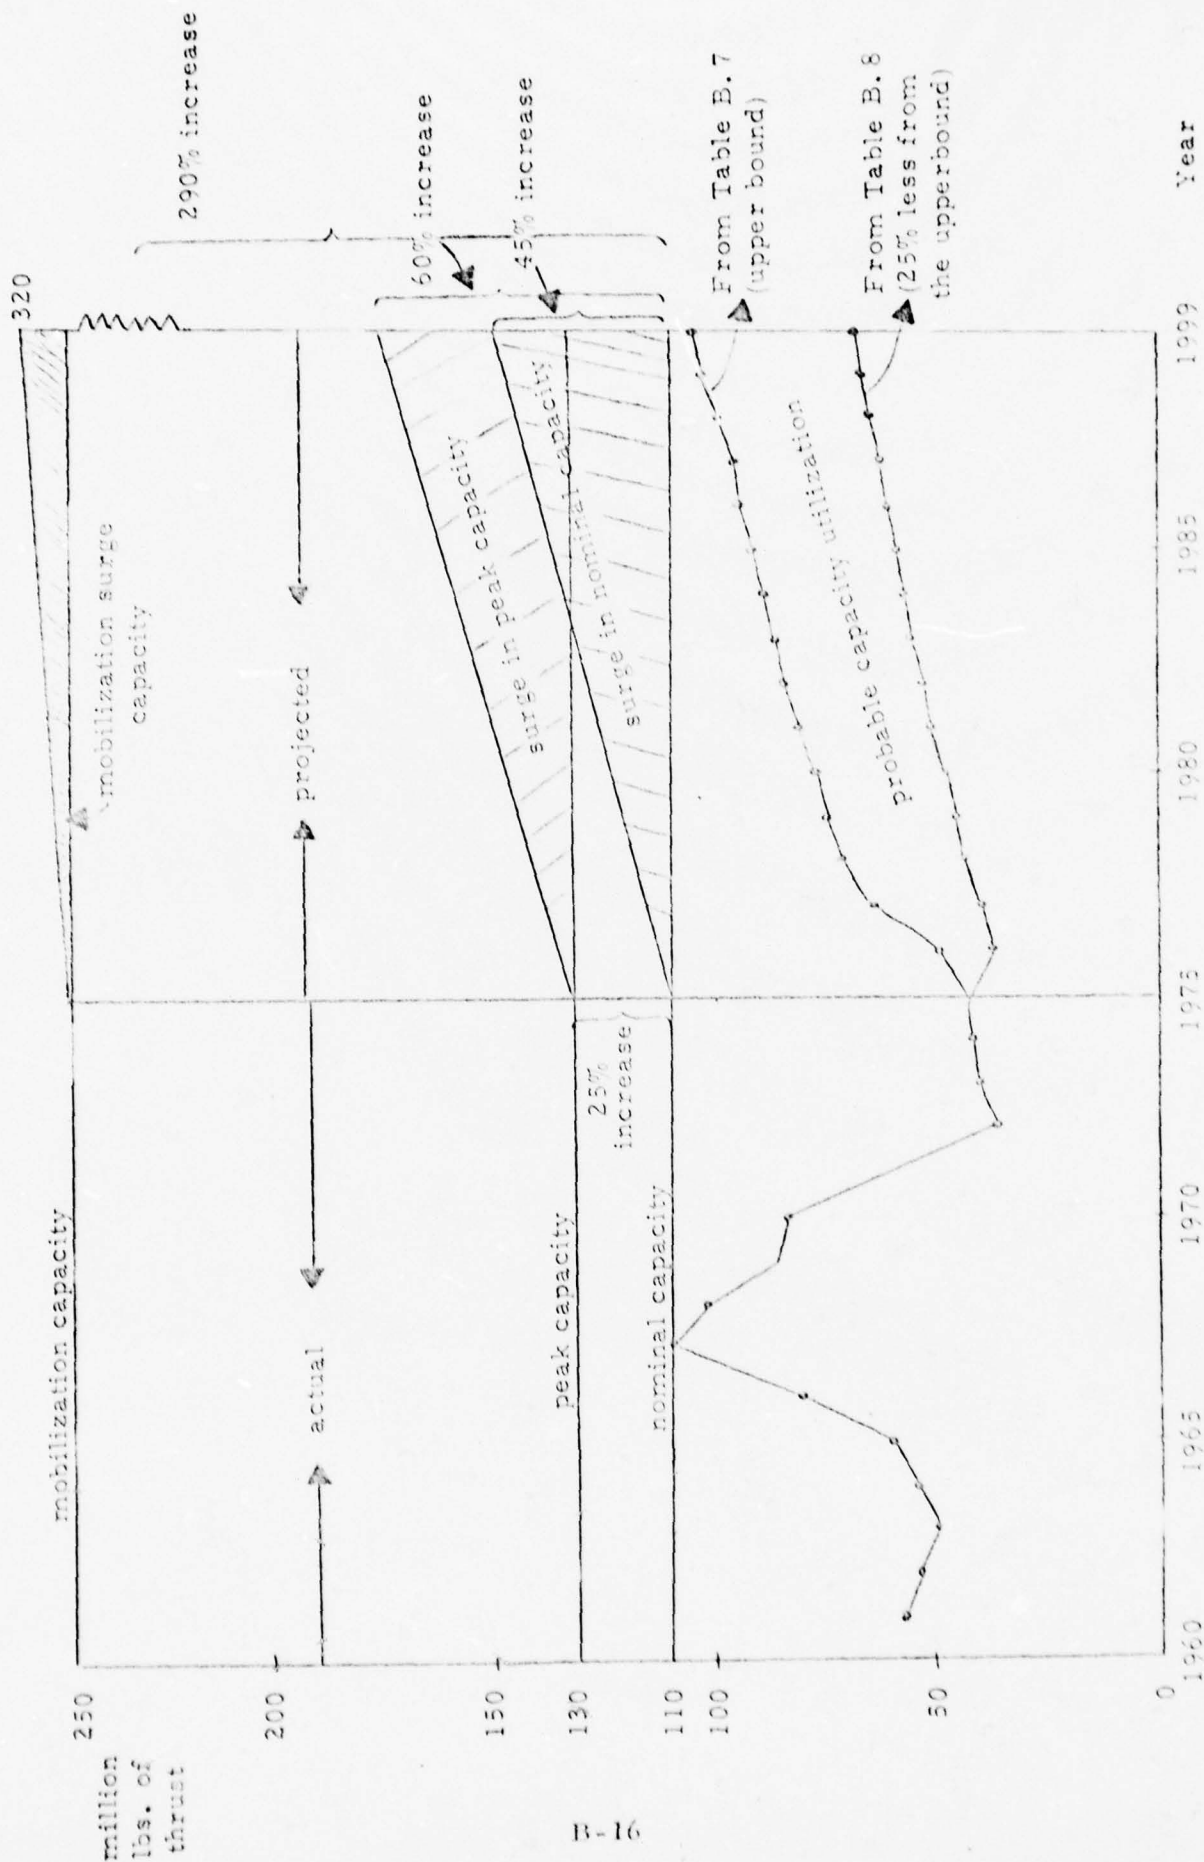 million
lbs. of
thrust
250
200
150
130
110
100
50
0
mobilization capacity
actual
peak capacity
nominal capacity
25%
increase
mobilization surge
capacity
projected
surge in peak capacity
surge in nominal capacity
probable capacity utilization
320
290% increase
60% increase
45% increase
From Table B.7
(upper bound)
From Table B.8
(25% less from
the upperbound)
1960
1965
1970
1975
1980
1985
1999
Year
B-16